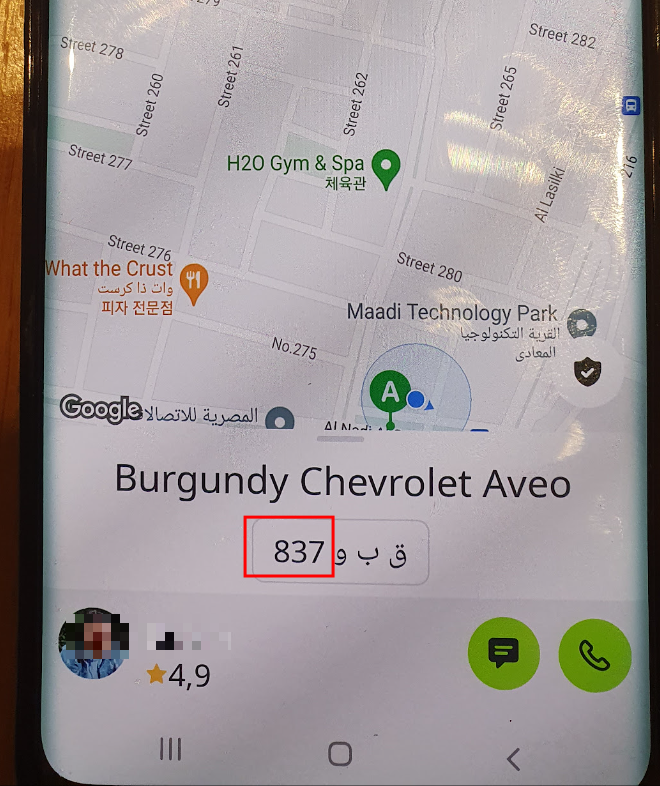 279
Street 278
Street 260
Street 261
Street 262
Street 265
Street 282
216
Al Lasilki
Street 277
H2O Gym & Spa
체육관
Street 276
What the Crust
وات ذا كرست
피자 전문점
Street 280
Maadi Technology Park
القرية التكنولوجيا
المعادى
No.275
A
Google
المصرية للاتصالا
Burgundy Chevrolet Aveo
ق ب و 837
4,9